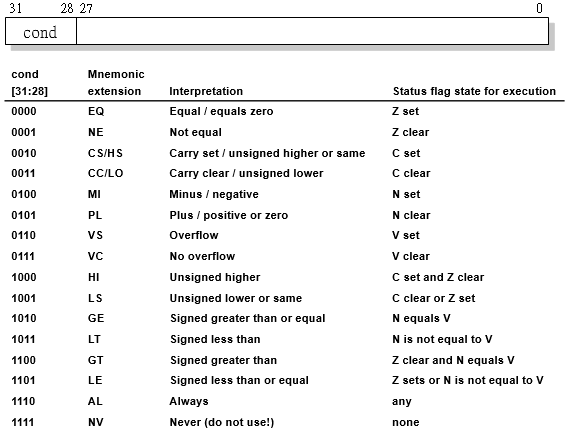 31 28 27 0
cond
cond Mnemonic
[31:28] extension Interpretation Status flag state for execution
0000 EQ Equal / equals zero Z set
0001 NE Not equal Z clear
0010 CS/HS Carry set / unsigned higher or same C set
0011 CC/LO Carry clear / unsigned lower C clear
0100 MI Minus / negative N set
0101 PL Plus / positive or zero N clear
0110 VS Overflow V set
0111 VC No overflow V clear
1000 HI Unsigned higher C set and Z clear
1001 LS Unsigned lower or same C clear or Z set
1010 GE Signed greater than or equal N equals V
1011 LT Signed less than N is not equal to V
1100 GT Signed greater than Z clear and N equals V
1101 LE Signed less than or equal Z sets or N is not equal to V
1110 AL Always any
1111 NV Never (do not use!) none